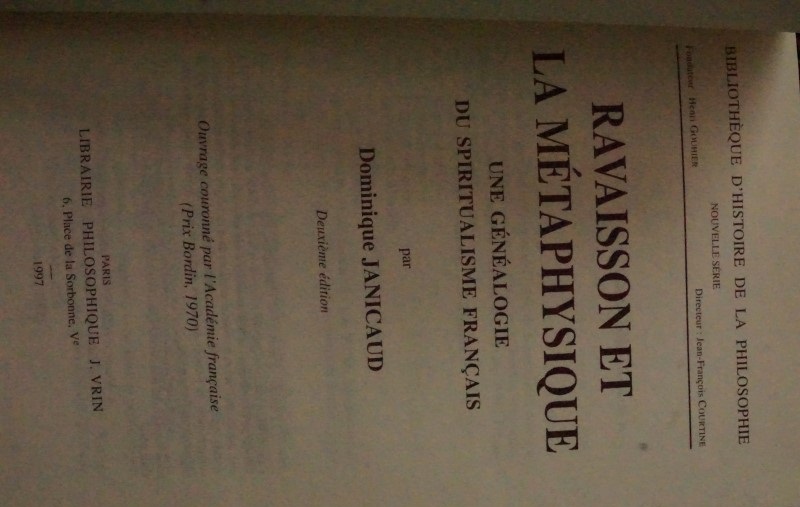 BIBLIOTHÈQUE D'HISTOIRE DE LA PHILOSOPHIE
NOUVELLE SÉRIE
Fondateur : Henri GOUHIER Directeur : Jean-François COURTINE
RAVAISSON ET
LA MÉTAPHYSIQUE
UNE GÉNÉALOGIE
DU SPIRITUALISME FRANÇAIS
par
Dominique JANICAUD
Deuxième édition
Ouvrage couronné par l'Académie française
(Prix Bordin, 1970)
PARIS
LIBRAIRIE PHILOSOPHIQUE J. VRIN
6, Place de la Sorbonne, Ve
1997